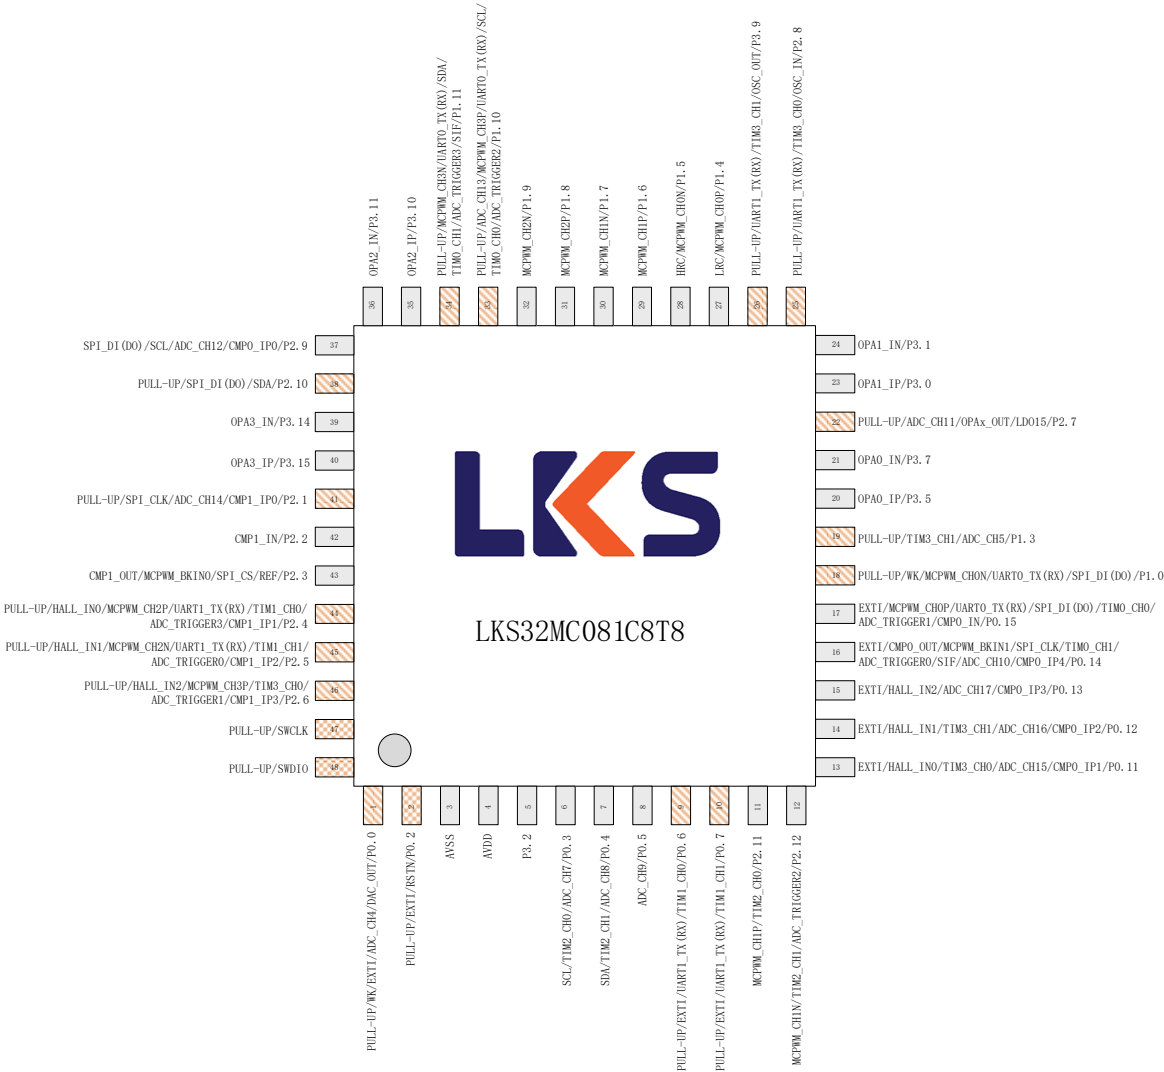 PULL-UP/MCPWM_CH3N/UART0_TX(RX)/SDA/
TIM0_CH1/ADC_TRIGGER3/SIF/P1.11
PULL-UP/ADC_CH13/MCPWM_CH3P/UART0_TX(RX)/SCL/
TIM0_CH0/ADC_TRIGGER2/P1.10
OPA2_IN/P3.11
OPA2_IP/P3.10
MCPWM_CH2N/P1.9
MCPWM_CH2P/P1.8
MCPWM_CH1N/P1.7
MCPWM_CH1P/P1.6
HRC/MCPWM_CH0N/P1.5
LRC/MCPWM_CH0P/P1.4
PULL-UP/UART1_TX(RX)/TIM3_CH1/OSC_OUT/P3.9
PULL-UP/UART1_TX(RX)/TIM3_CH0/OSC_IN/P2.8
36 35 34 33 32 31 30 29 28 27 26 25
SPI_DI(DO)/SCL/ADC_CH12/CMP0_IP0/P2.9 37
PULL-UP/SPI_DI(DO)/SDA/P2.10 38
OPA3_IN/P3.14 39
OPA3_IP/P3.15 40
PULL-UP/SPI_CLK/ADC_CH14/CMP1_IP0/P2.1 41
CMP1_IN/P2.2 42
CMP1_OUT/MCPWM_BKIN0/SPI_CS/REF/P2.3 43
PULL-UP/HALL_IN0/MCPWM_CH2P/UART1_TX(RX)/TIM1_CH0/
ADC_TRIGGER3/CMP1_IP1/P2.4 44
PULL-UP/HALL_IN1/MCPWM_CH2N/UART1_TX(RX)/TIM1_CH1/
ADC_TRIGGER0/CMP1_IP2/P2.5 45
PULL-UP/HALL_IN2/MCPWM_CH3P/TIM3_CH0/
ADC_TRIGGER1/CMP1_IP3/P2.6 46
PULL-UP/SWCLK 47
PULL-UP/SWDIO 48
LKS
LKS32MC081C8T8
24 OPA1_IN/P3.1
23 OPA1_IP/P3.0
22 PULL-UP/ADC_CH11/OPAx_OUT/LDO15/P2.7
21 OPA0_IN/P3.7
20 OPA0_IP/P3.5
19 PULL-UP/TIM3_CH1/ADC_CH5/P1.3
18 PULL-UP/WK/MCPWM_CH0N/UART0_TX(RX)/SPI_DI(DO)/P1.0
17 EXTI/MCPWM_CH0P/UART0_TX(RX)/SPI_DI(DO)/TIM0_CH0/
ADC_TRIGGER1/CMP0_IN/P0.15
16 EXTI/CMP0_OUT/MCPWM_BKIN1/SPI_CLK/TIM0_CH1/
ADC_TRIGGER0/SIF/ADC_CH10/CMP0_IP4/P0.14
15 EXTI/HALL_IN2/ADC_CH17/CMP0_IP3/P0.13
14 EXTI/HALL_IN1/TIM3_CH1/ADC_CH16/CMP0_IP2/P0.12
13 EXTI/HALL_IN0/TIM3_CH0/ADC_CH15/CMP0_IP1/P0.11
1 2 3 4 5 6 7 8 9 10 11 12
PULL-UP/WK/EXTI/ADC_CH4/DAC_OUT/P0.0
PULL-UP/EXTI/RSTN/P0.2
AVSS
AVDD
P3.2
SCL/TIM2_CH0/ADC_CH7/P0.3
SDA/TIM2_CH1/ADC_CH8/P0.4
ADC_CH9/P0.5
PULL-UP/EXTI/UART1_TX(RX)/TIM1_CH0/P0.6
PULL-UP/EXTI/UART1_TX(RX)/TIM1_CH1/P0.7
MCPWM_CH1P/TIM2_CH0/P2.11
MCPWM_CH1N/TIM2_CH1/ADC_TRIGGER2/P2.12